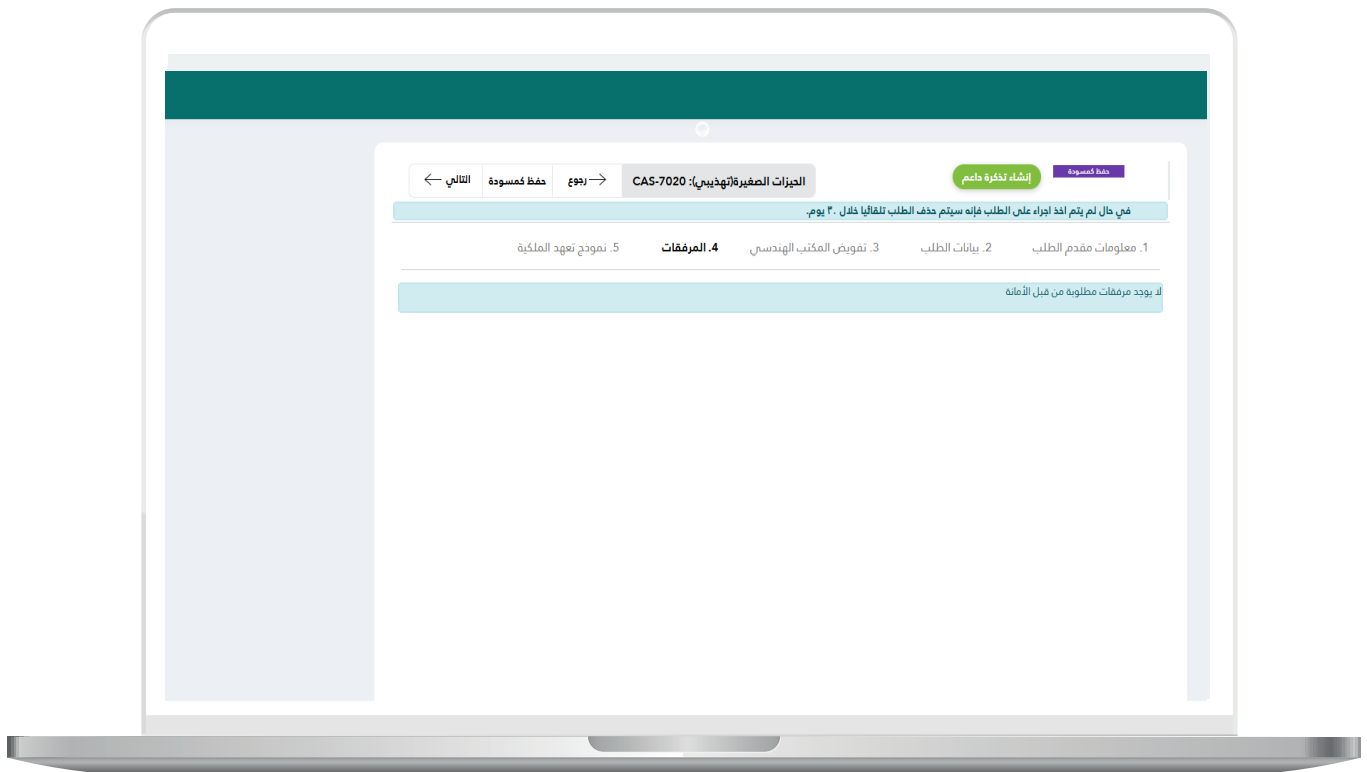 حفظ كمسودة
إنشاء تذكرة داعم
الحيزات الصغيرة(تهذيبي): CAS-7020
رجوع
حفظ كمسودة
التالي
في حال لم يتم اخذ اجراء على الطلب فإنه سيتم حذف الطلب تلقائيا خلال ٣٠ يوم.
1. معلومات مقدم الطلب
2. بيانات الطلب
3. تفويض المكتب الهندسي
4. المرفقات
5. نموذج تعهد الملكية
لا يوجد مرفقات مطلوبة من قبل الأمانة